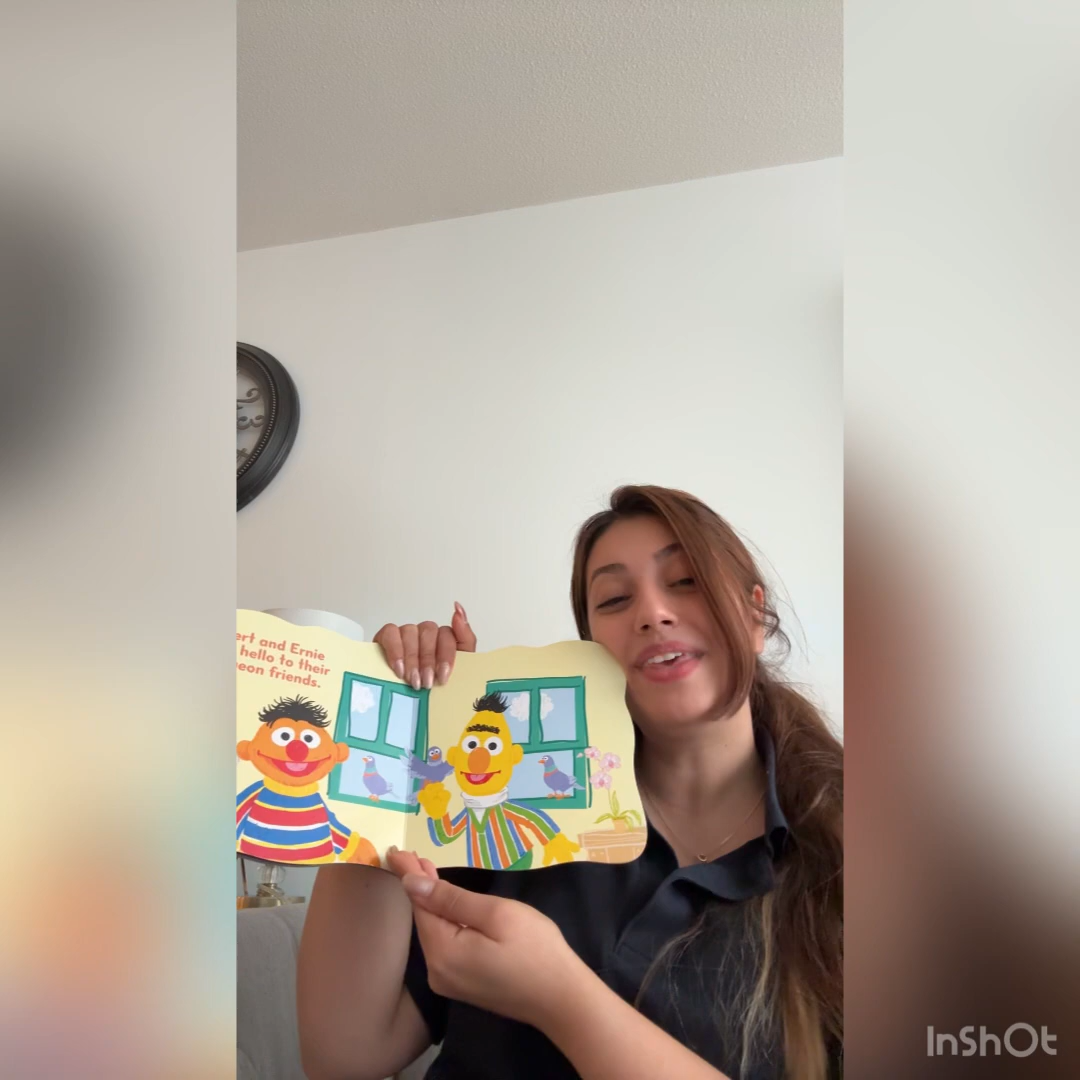 ert and Ernie
hello to their
eon friends.
InShOt